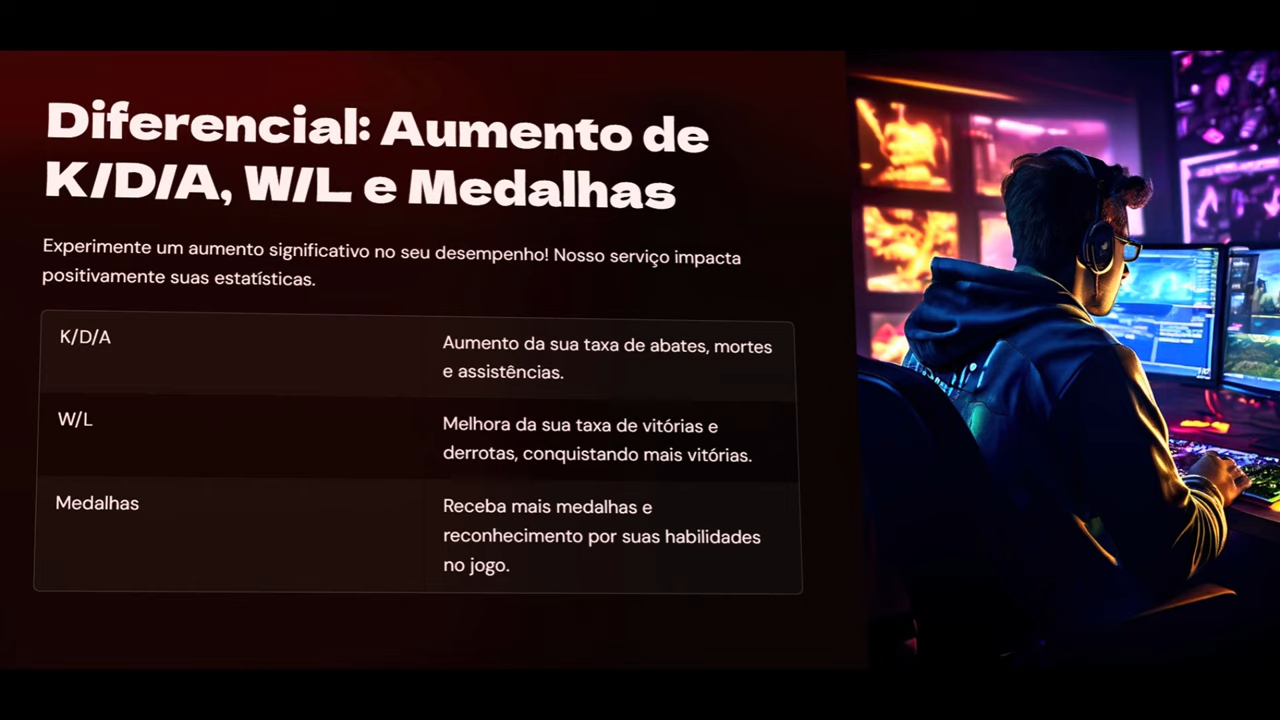 Diferencial: Aumento de
K/D/A, W/L e Medalhas
Experimente um aumento significativo no seu desempenho! Nosso serviço impacta
positivamente suas estatísticas.
K/D/A
Aumento da sua taxa de abates, mortes
e assistências.
W/L
Melhora da sua taxa de vitórias e
derrotas, conquistando mais vitórias.
Medalhas
Receba mais medalhas e
reconhecimento por suas habilidades
no jogo.